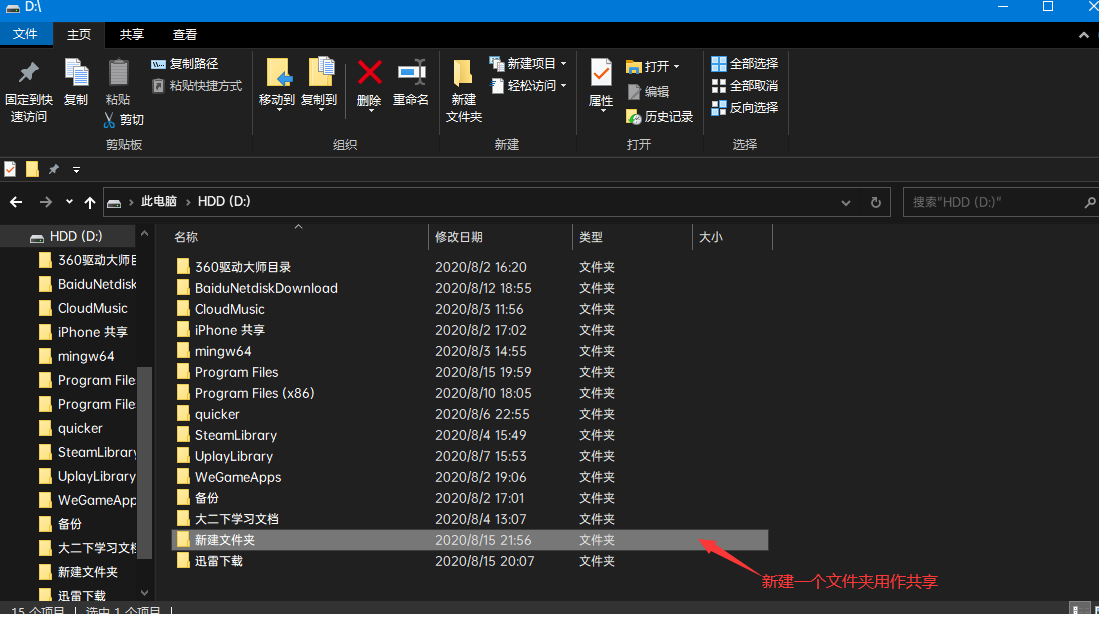 D:\
文件 主页 共享 查看
固定到快速访问
复制
粘贴
复制路径
粘贴快捷方式
剪切
剪贴板
移动到
复制到
删除
重命名
组织
新建文件夹
新建项目
轻松访问
新建
属性
打开
编辑
历史记录
打开
全部选择
全部取消
反向选择
选择
此电脑 › HDD (D:)
搜索"HDD (D:)"
HDD (D:)
360驱动大师目
BaiduNetdisk
CloudMusic
iPhone 共享
mingw64
Program File
Program File
quicker
SteamLibrary
UplayLibrary
WeGameApp
备份
大二下学习文档
新建文件夹
迅雷下载
名称 修改日期 类型 大小
360驱动大师目录 2020/8/2 16:20 文件夹
BaiduNetdiskDownload 2020/8/12 18:55 文件夹
CloudMusic 2020/8/3 11:56 文件夹
iPhone 共享 2020/8/2 17:02 文件夹
mingw64 2020/8/3 14:55 文件夹
Program Files 2020/8/15 19:59 文件夹
Program Files (x86) 2020/8/10 18:05 文件夹
quicker 2020/8/6 22:55 文件夹
SteamLibrary 2020/8/4 15:49 文件夹
UplayLibrary 2020/8/7 15:53 文件夹
WeGameApps 2020/8/2 19:06 文件夹
备份 2020/8/2 17:01 文件夹
大二下学习文档 2020/8/4 13:07 文件夹
新建文件夹 2020/8/15 21:56 文件夹
迅雷下载 2020/8/15 20:07 文件夹
新建一个文件夹用作共享
15 个项目 选中 1 个项目